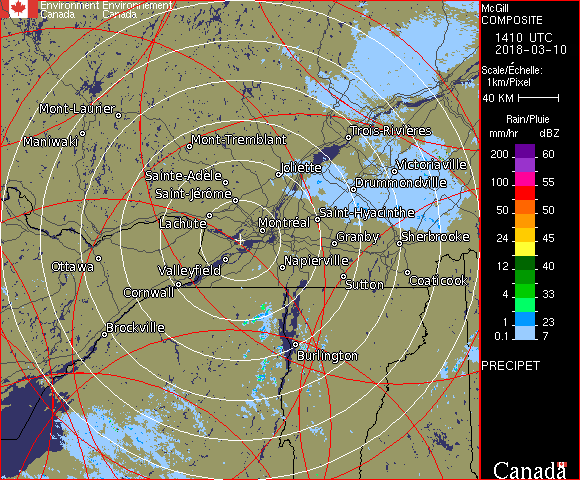 Environment Environnement
Canada Canada
McGill
COMPOSITE
1410 UTC
2018-03-10
Scale/Échelle:
1km/Pixel
40 KM
Rain/Pluie
mm/hr dBZ
200 60
100 55
50 50
24 45
12 40
4 33
1 23
0.1 7
PRECIPET
Canada
Mont-Laurier
Maniwaki
Mont-Tremblant
Trois-Rivières
Joliette
Victoriaville
Sainte-Adèle
Drummondville
Saint-Jérôme
Lachute
Saint-Hyacinthe
Montréal
Granby
Sherbrooke
Ottawa
Valleyfield
Napierville
Cornwall
Sutton
Coaticook
Brockville
Burlington